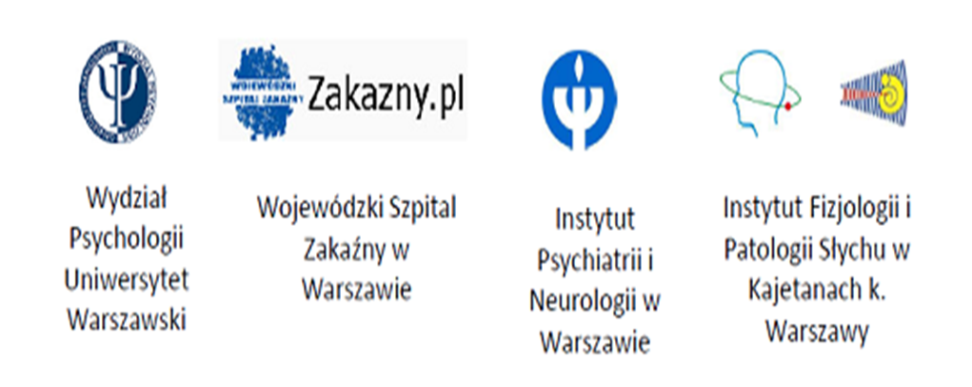 WOJEWÓDZKI
SZPITAL ZAKAŹNY
Zakazny.pl
Wydział
Psychologii
Uniwersytet
Warszawski
Wojewódzki Szpital
Zakaźny w
Warszawie
Instytut
Psychiatrii i
Neurologii w
Warszawie
Instytut Fizjologii i
Patologii Słychu w
Kajetanach k.
Warszawy